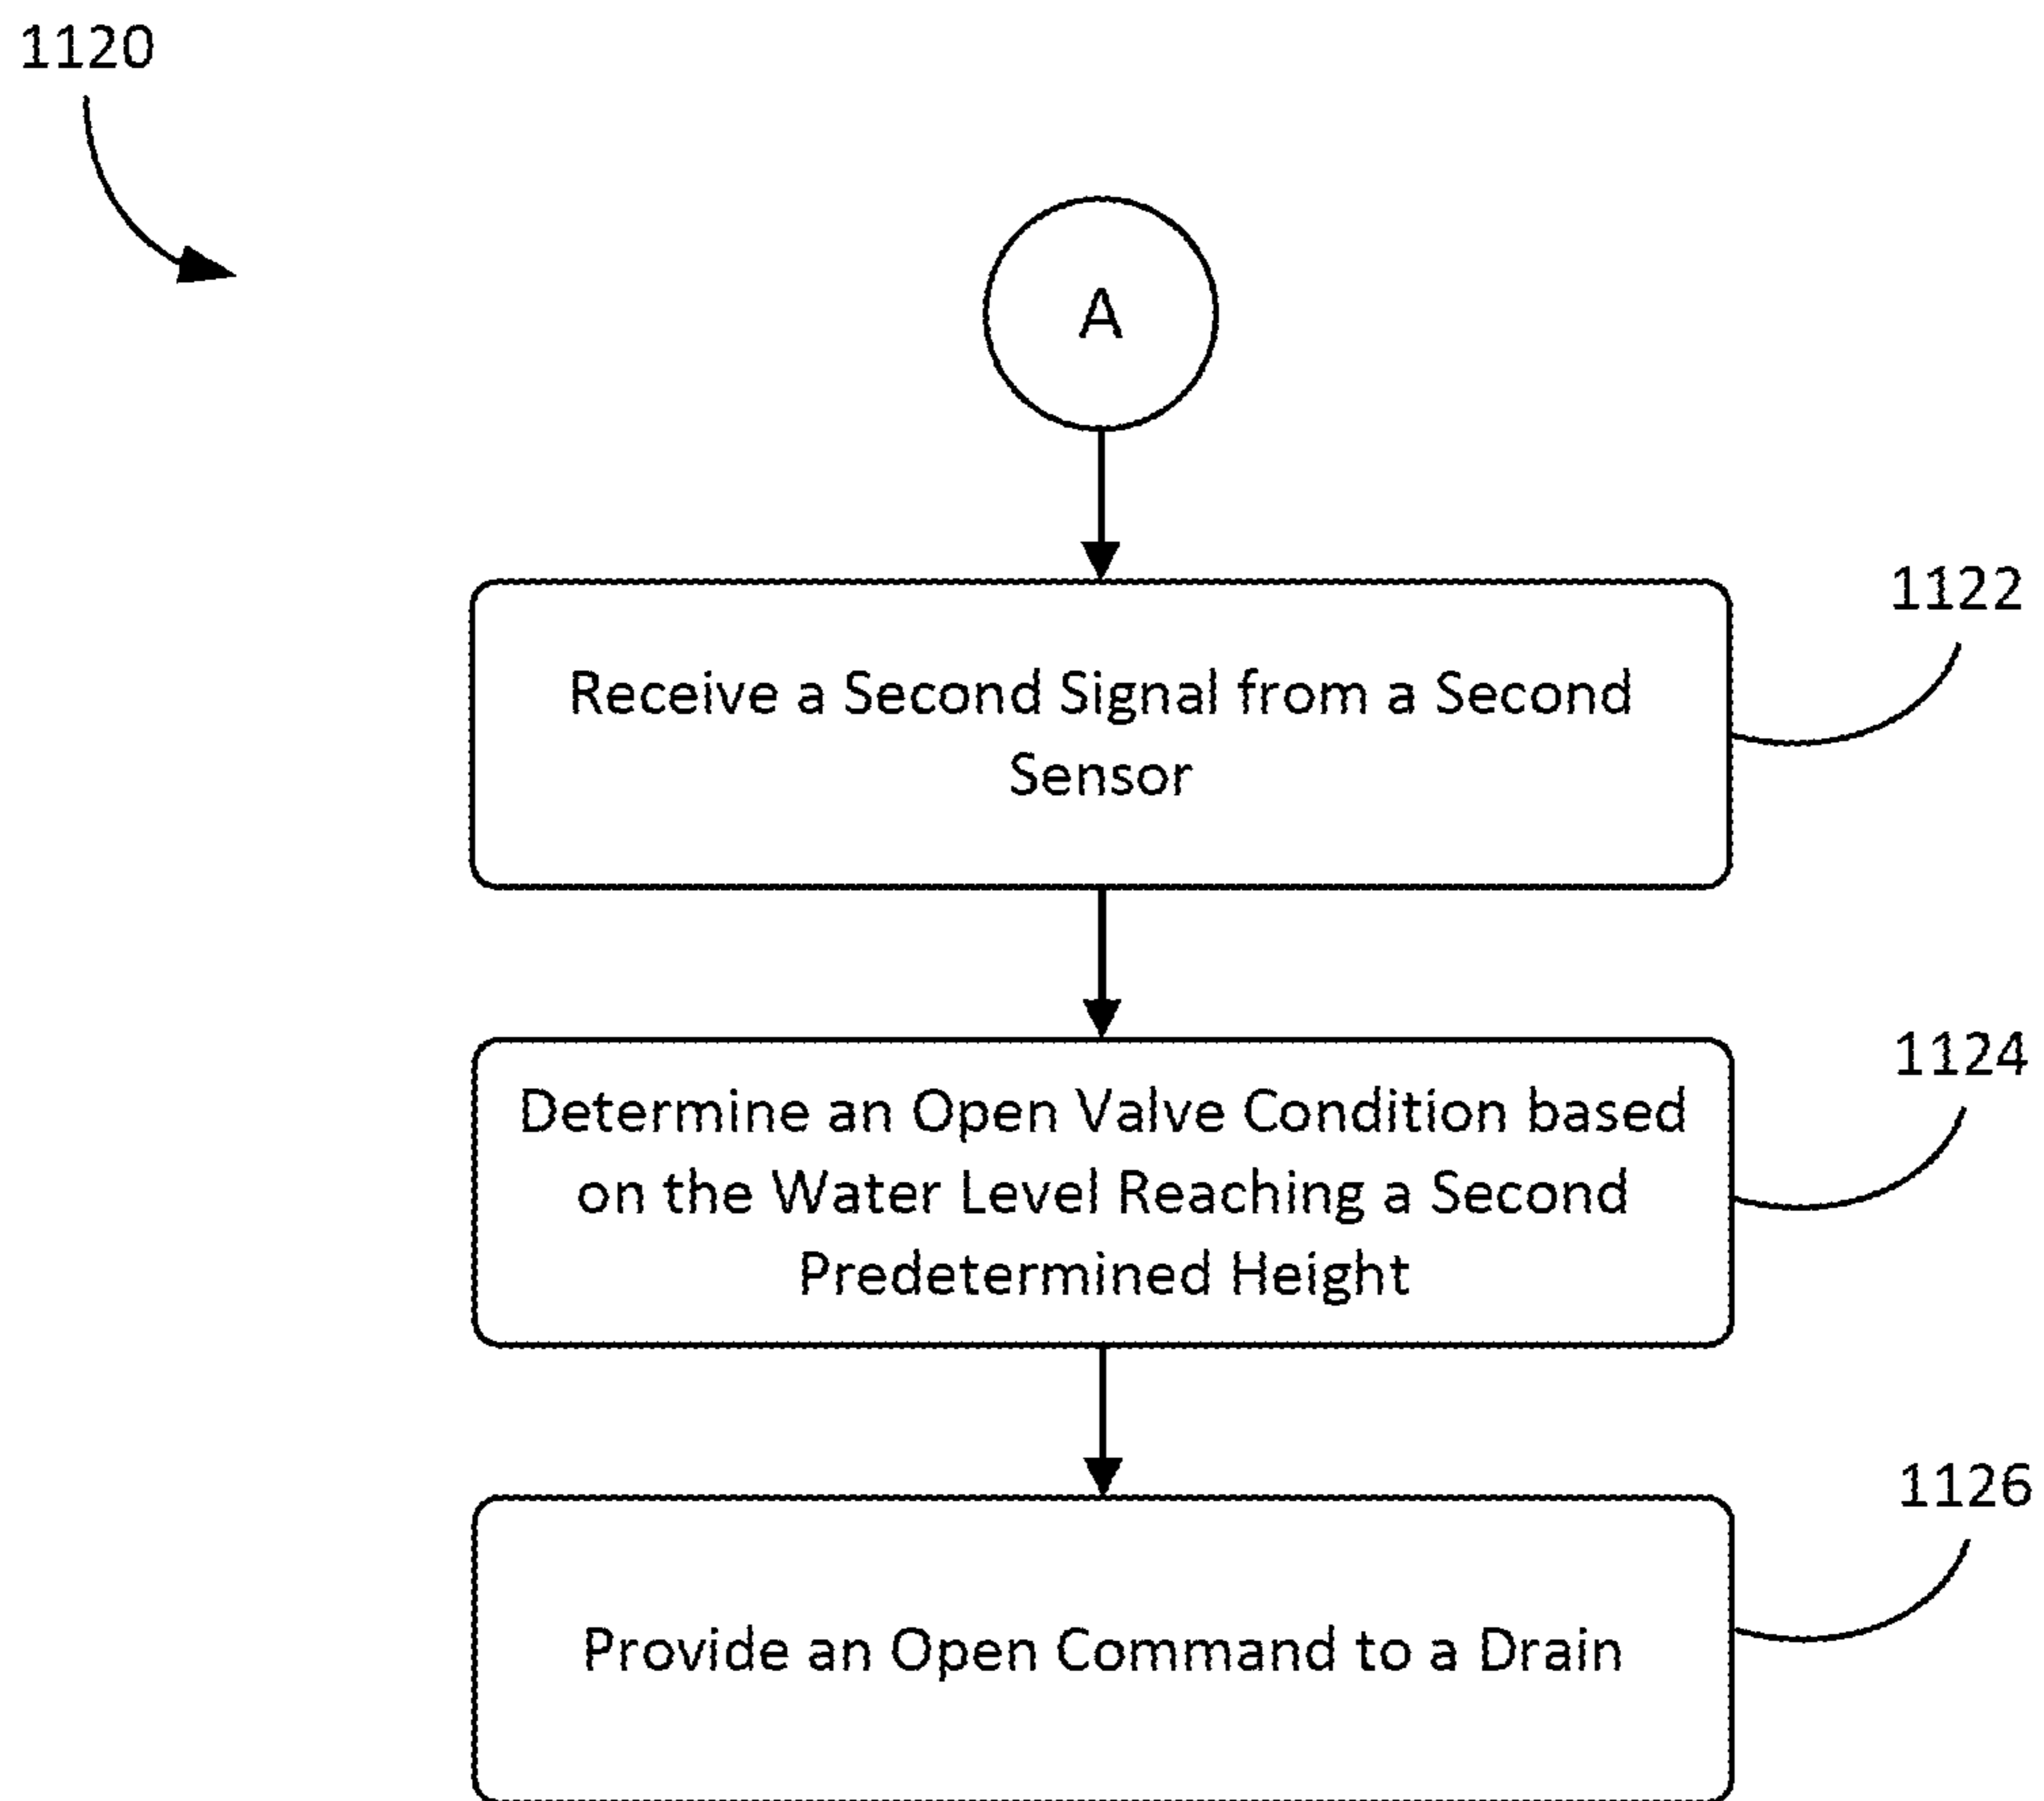 1120
A
1122
Receive a Second Signal from a Second
Sensor
1124
Determine an Open Valve Condition based
on the Water Level Reaching a Second
Predetermined Height
1126
Provide an Open Command to a Drain